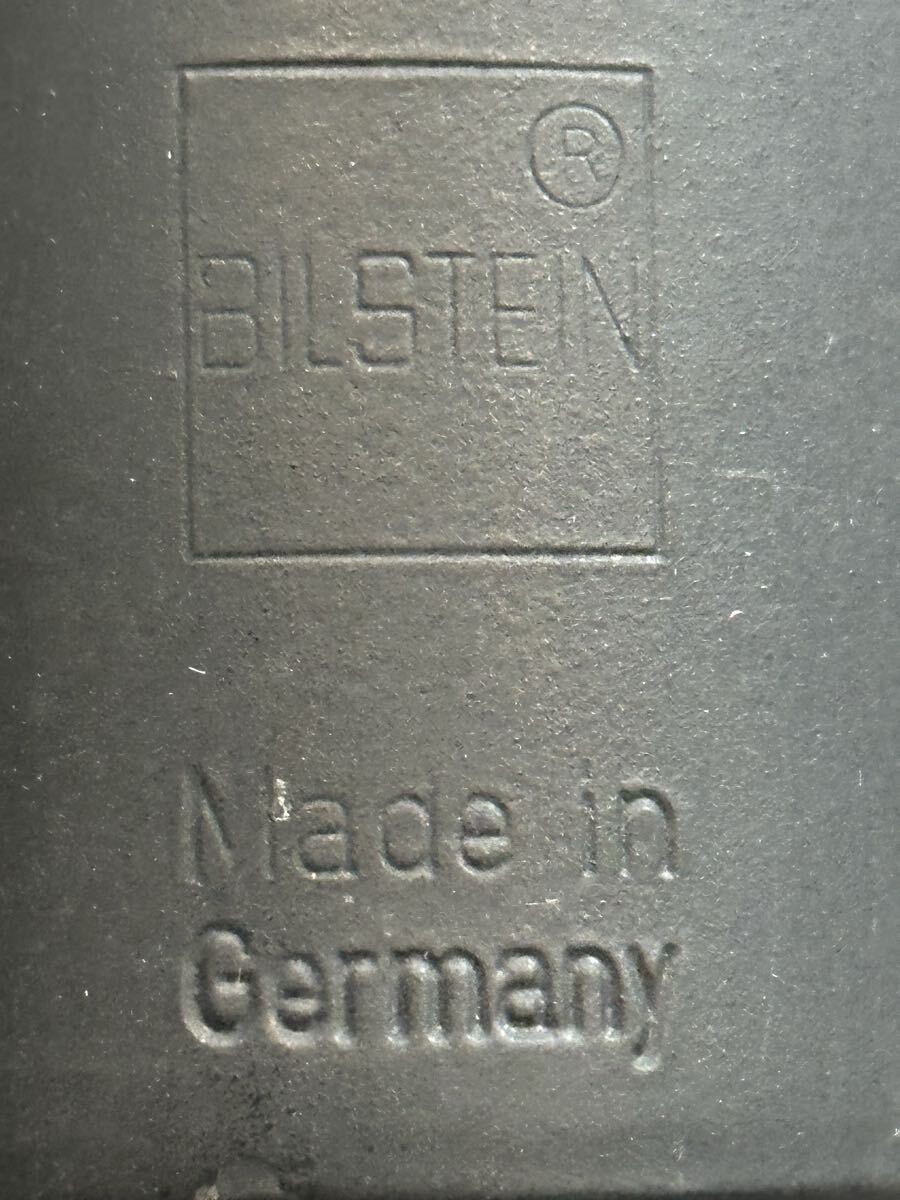 ®
BILSTEIN
Made in
Germany